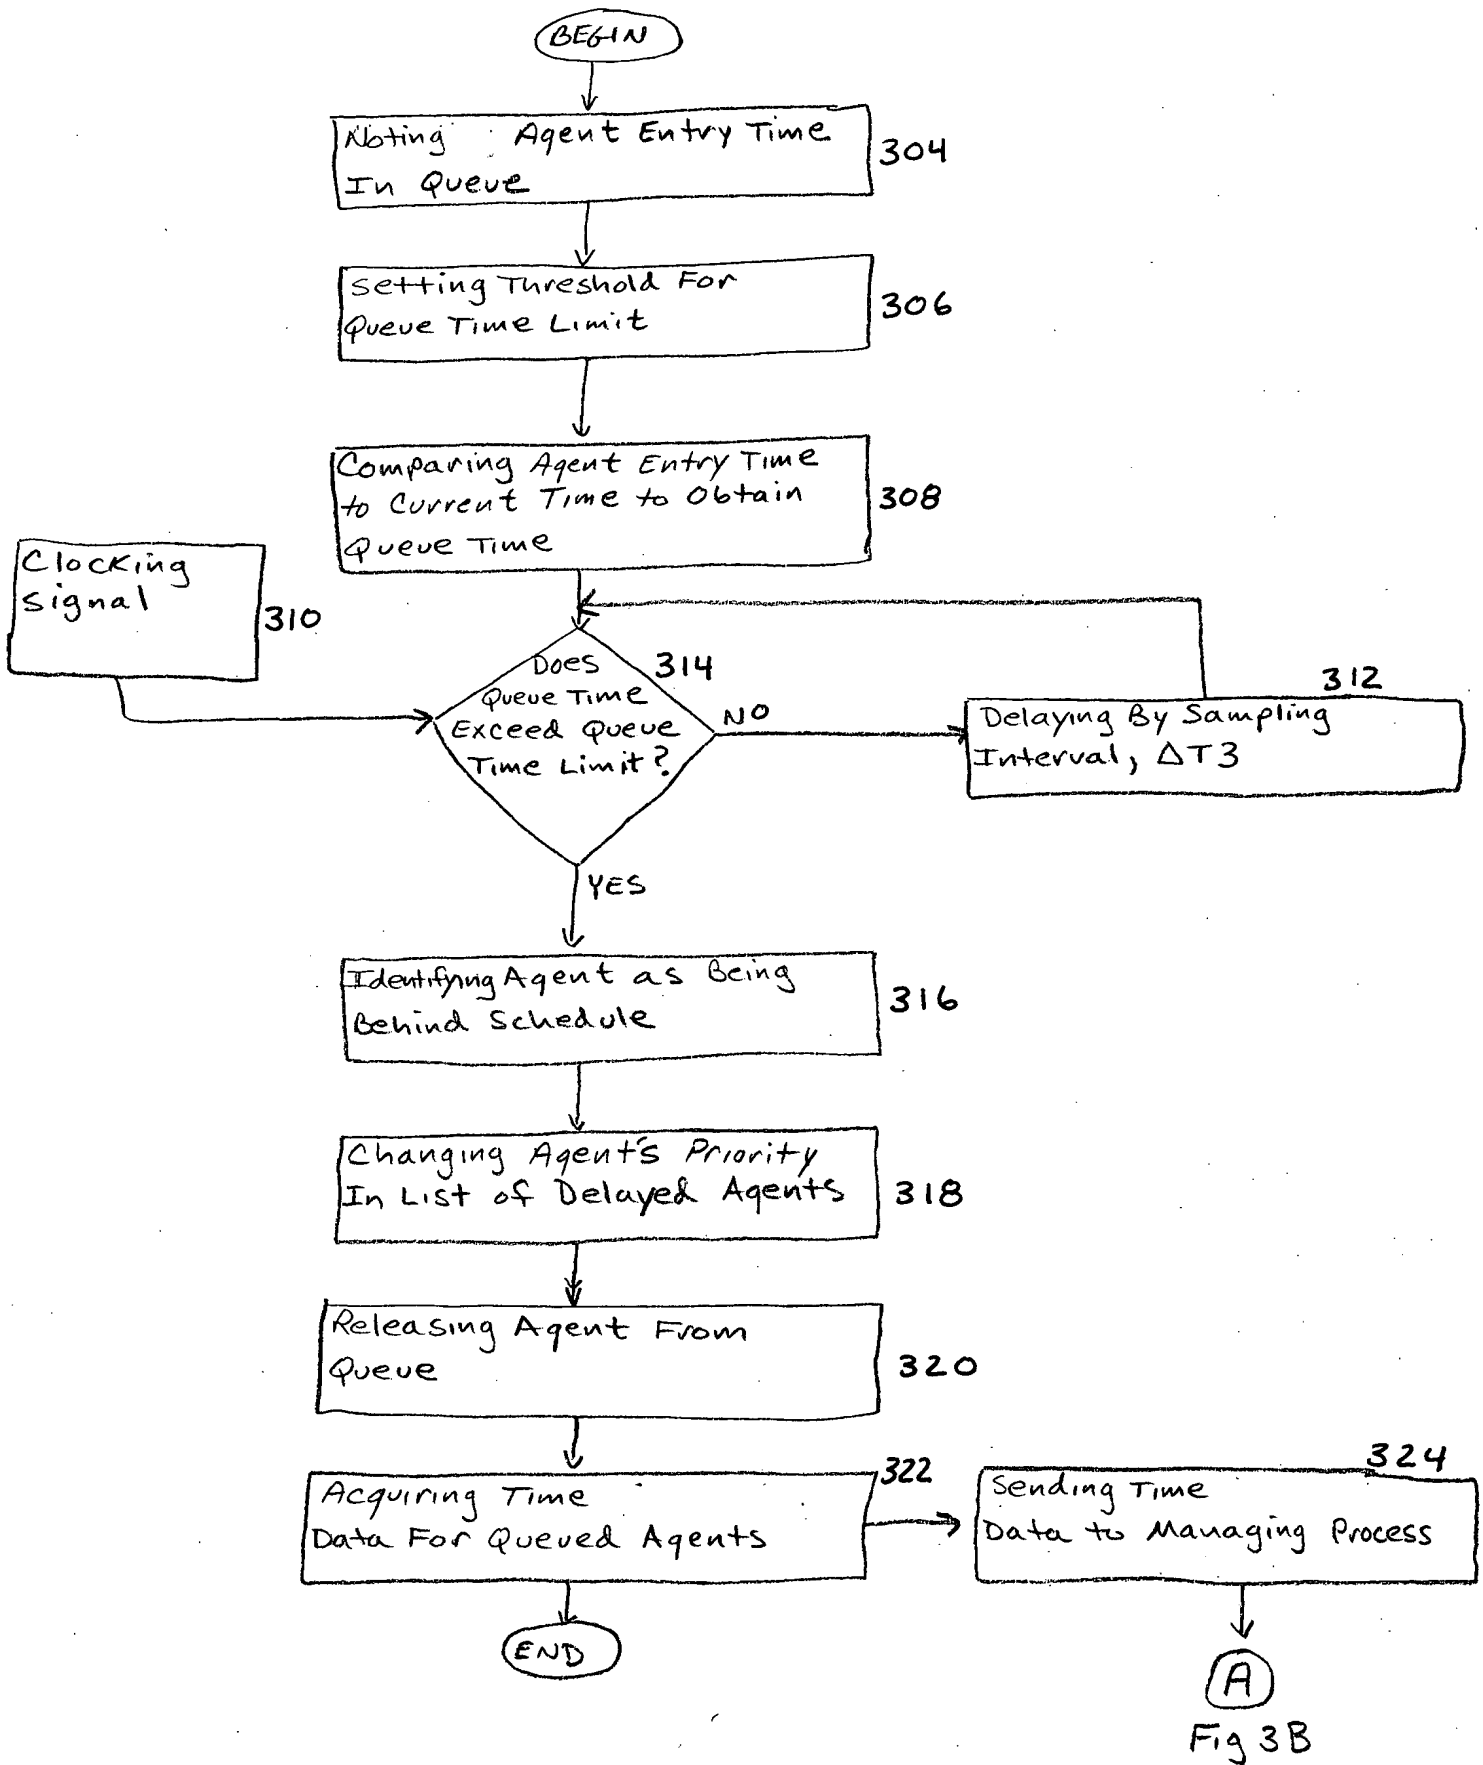 BEGIN
Noting Agent Entry Time
In Queue
304
Setting Threshold For
Queue Time Limit
306
Comparing Agent Entry Time
to Current Time to Obtain
Queue Time
308
Clocking
Signal
310
Does
Queue Time
Exceed Queue
Time Limit?
314
NO
312
Delaying By Sampling
Interval, ΔT3
YES
Identifying Agent as Being
Behind Schedule
316
Changing Agent's Priority
In List of Delayed Agents
318
Releasing Agent From
Queue
320
Acquiring Time
Data For Queued Agents
322
324
Sending Time
Data to Managing Process
END
A
Fig 3B